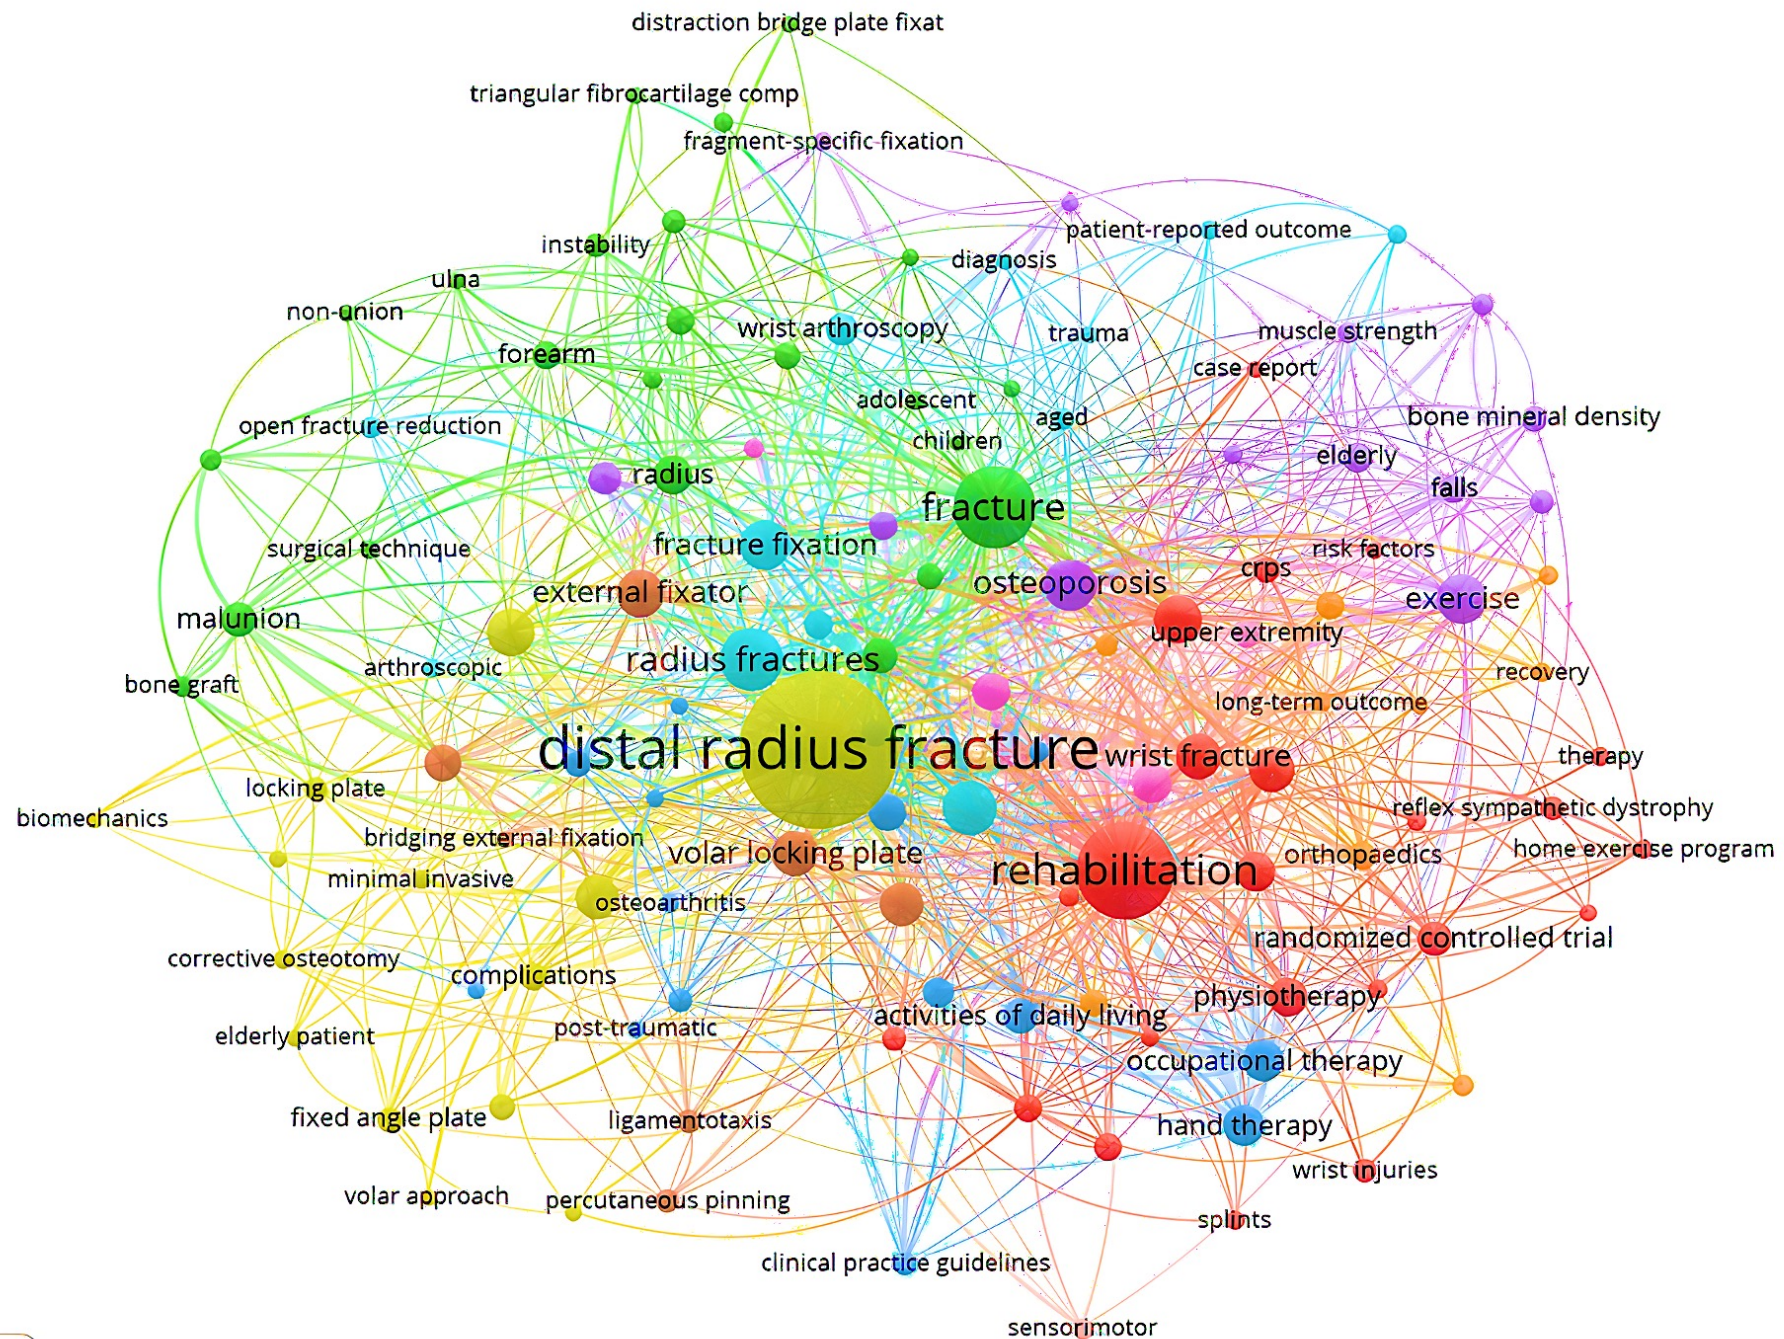 distraction bridge plate fixat
triangular fibrocartilage comp
fragment-specific fixation
patient-reported outcome
instability
diagnosis
ulna
non-union
wrist arthroscopy
trauma
muscle strength
forearm
case report
adolescent
aged
bone mineral density
open fracture reduction
children
elderly
radius
falls
fracture
fracture fixation
surgical technique
risk factors
crps
osteoporosis
external fixator
exercise
malunion
upper extremity
radius fractures
arthroscopic
recovery
bone graft
long-term outcome
distal radius fracture
wrist fracture
therapy
locking plate
reflex sympathetic dystrophy
biomechanics
bridging external fixation
home exercise program
volar locking plate
orthopaedics
rehabilitation
minimal invasive
osteoarthritis
randomized controlled trial
corrective osteotomy
complications
physiotherapy
activities of daily living
post-traumatic
elderly patient
occupational therapy
fixed angle plate
ligamentotaxis
hand therapy
wrist injuries
volar approach
percutaneous pinning
splints
clinical practice guidelines
sensorimotor